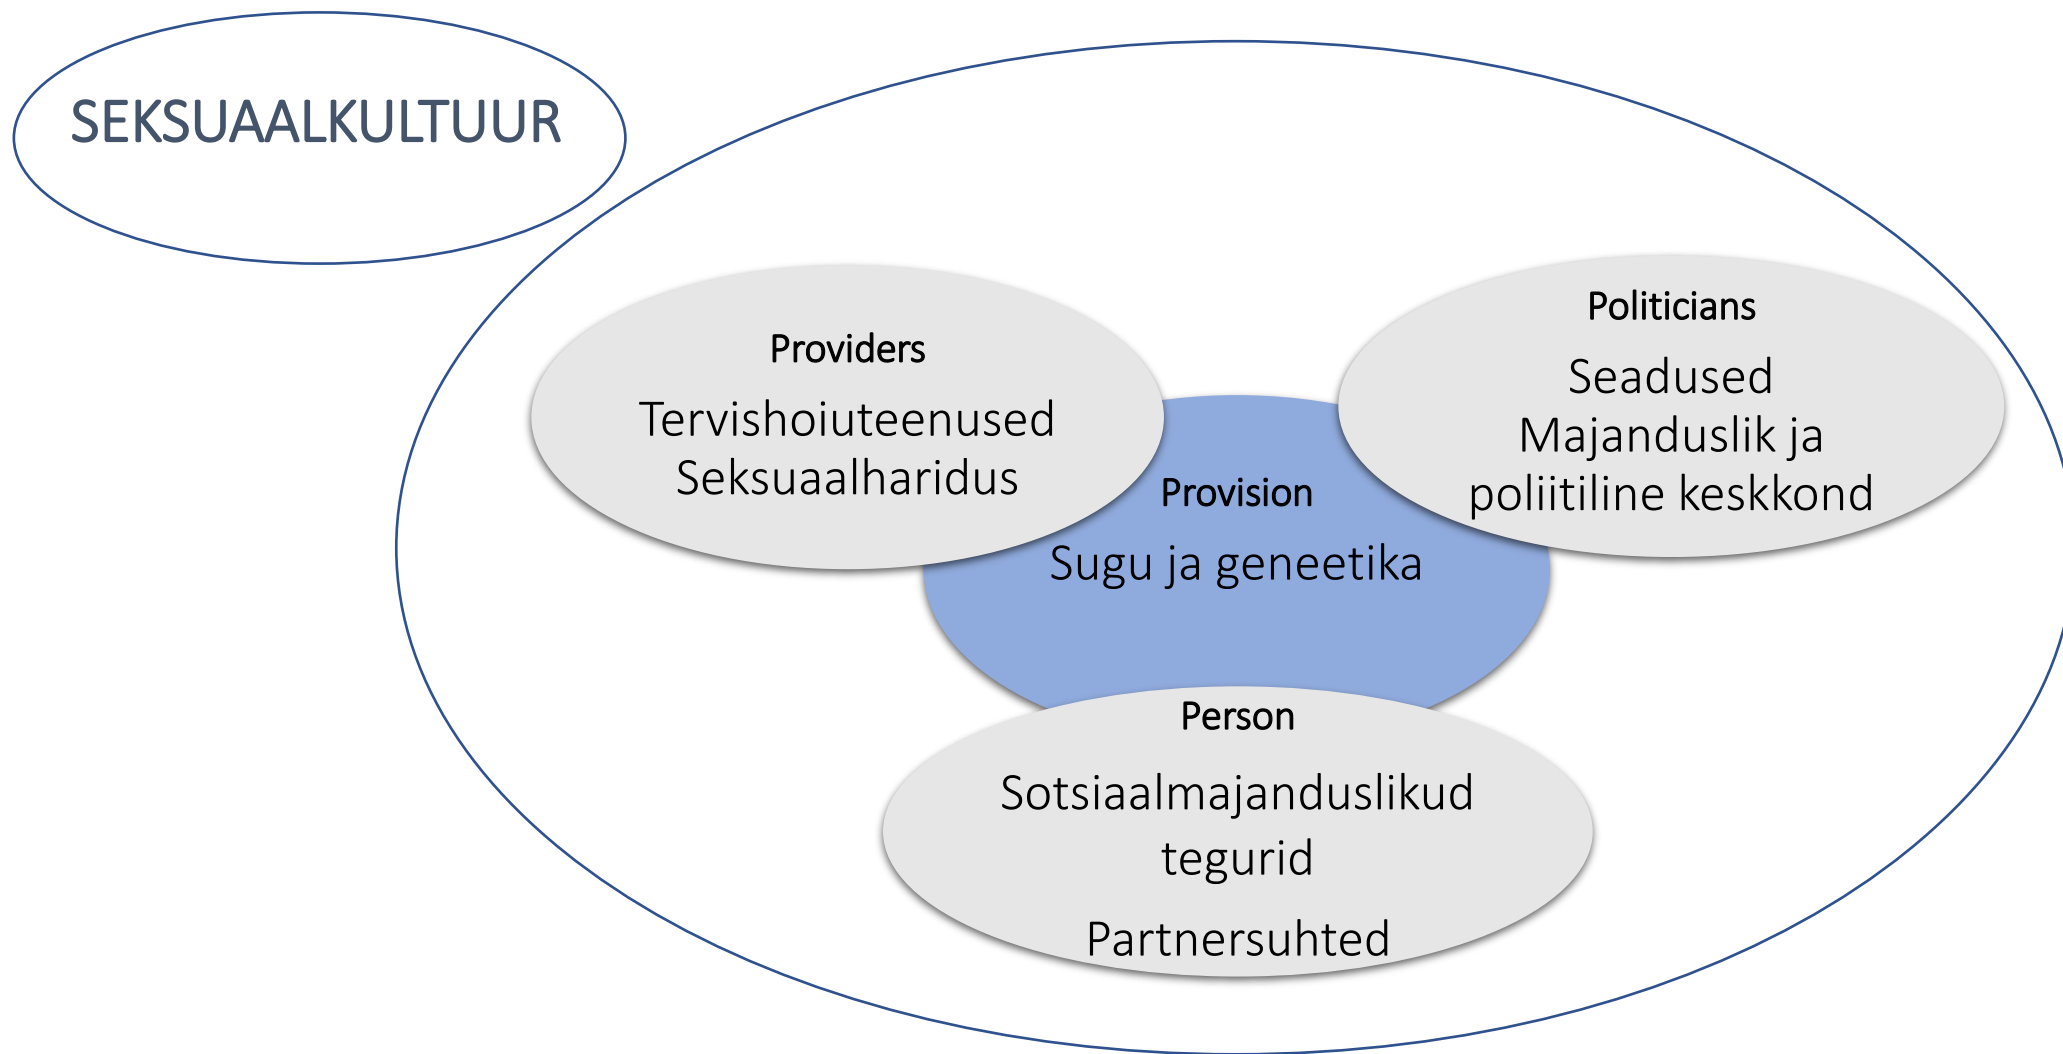 SEKSUAALKULTUUR
Providers
Tervishoiuteenused
Seksuaalharidus
Politicians
Seadused
Majanduslik ja
poliitiline keskkond
Provision
Sugu ja geneetika
Person
Sotsiaalmajanduslikud
tegurid
Partnersuhted